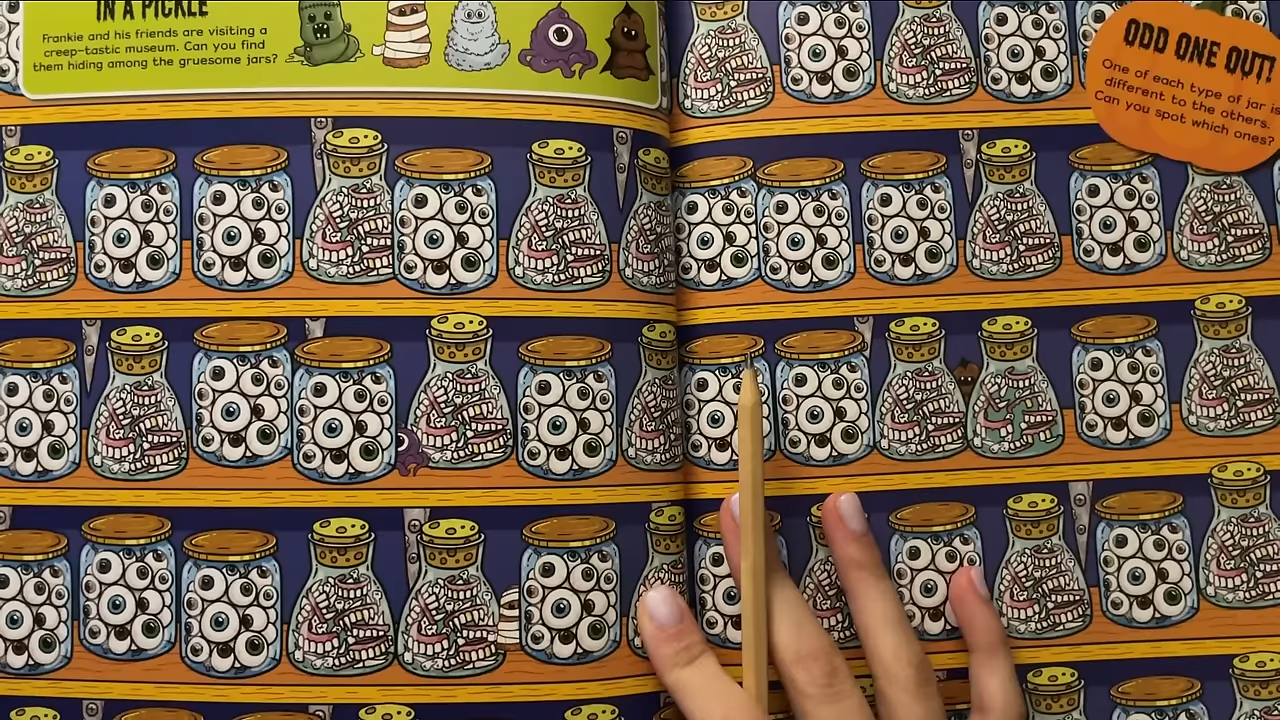 IN A PICKLE
Frankie and his friends are visiting a
creep-tastic museum. Can you find
them hiding among the gruesome jars?
ODD ONE OUT!
One of each type of jar is
different to the others.
Can you spot which ones?